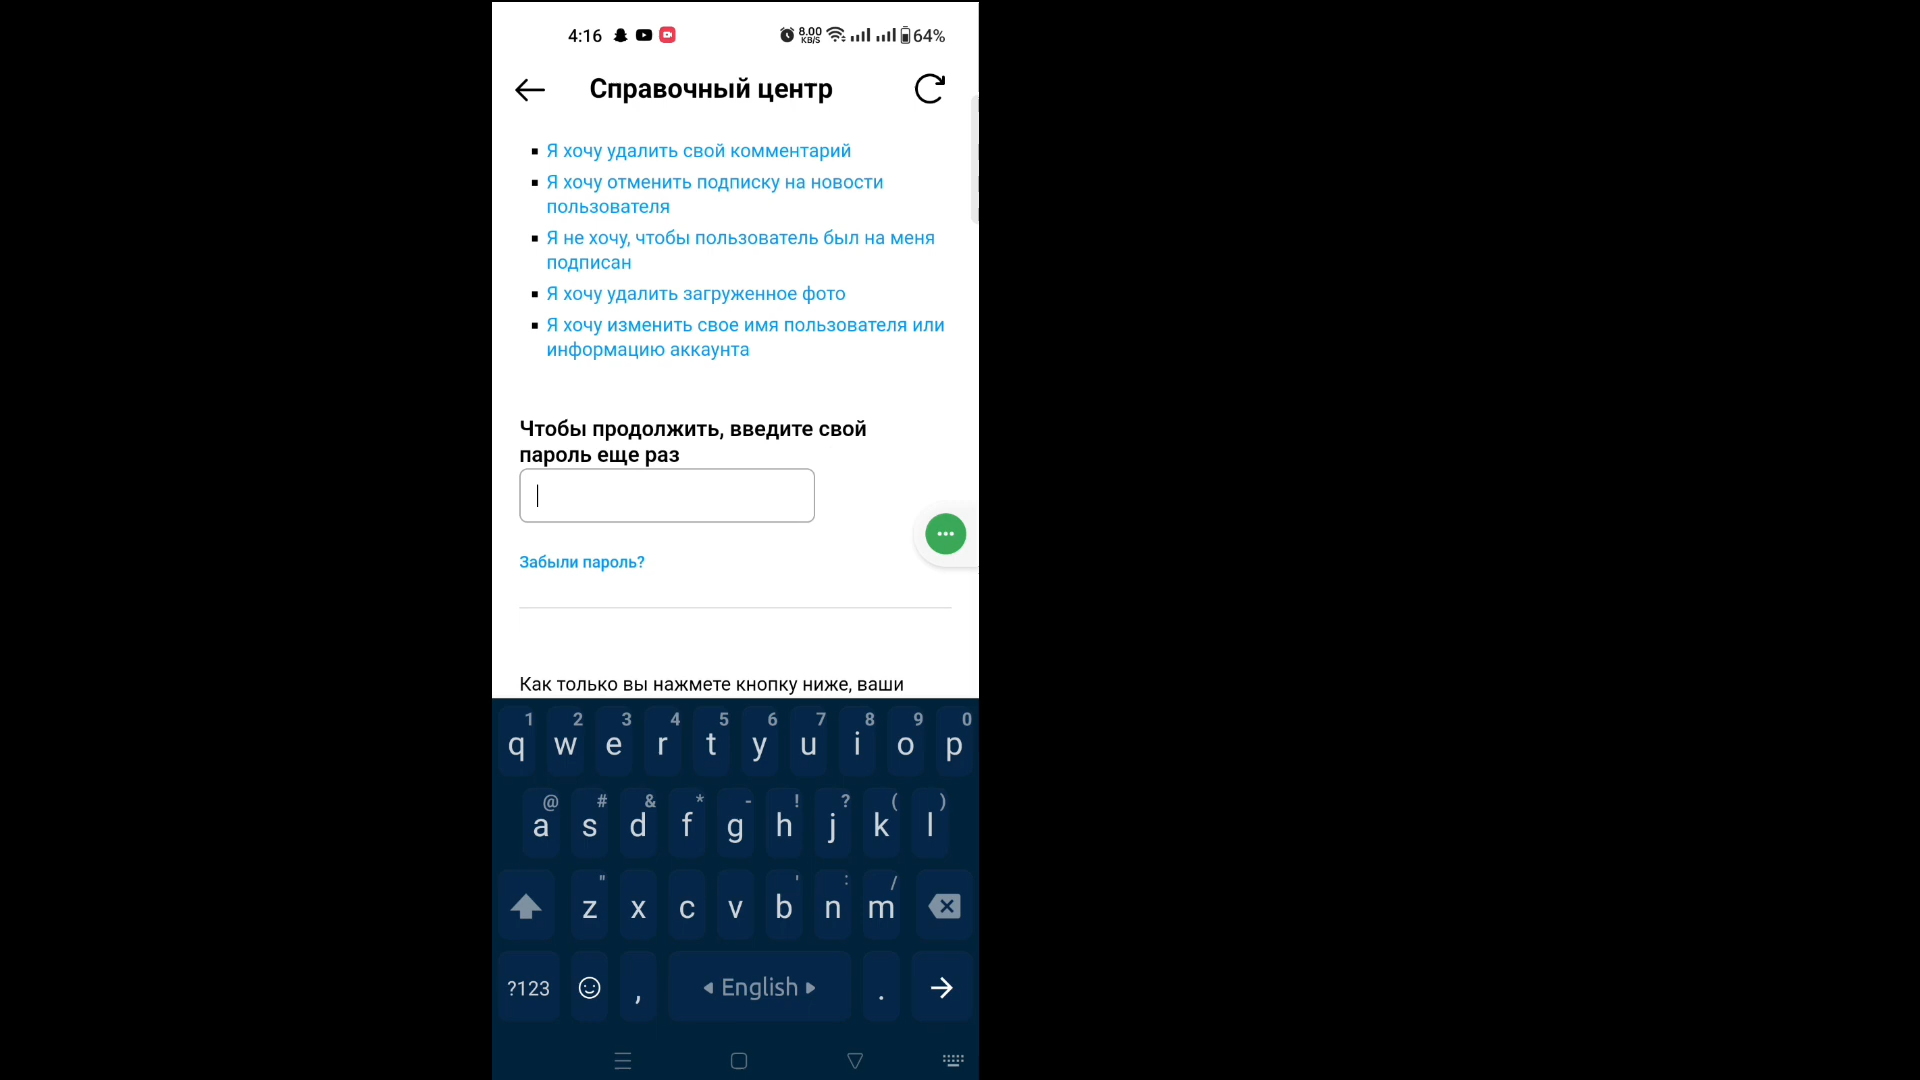 4:16 8.00 KB/S 64%
Справочный центр
Я хочу удалить свой комментарий
Я хочу отменить подписку на новости
пользователя
Я не хочу, чтобы пользователь был на меня
подписан
Я хочу удалить загруженное фото
Я хочу изменить свое имя пользователя или
информацию аккаунта
Чтобы продолжить, введите свой
пароль еще раз
Забыли пароль?
Как только вы нажмете кнопку ниже, ваши
1 2 3 4 5 6 7 8 9 0
q w e r t y u i o p
@ # & * - ! ? ( )
a s d f g h j k l
" ' : /
z x c v b n m
?123 , English .